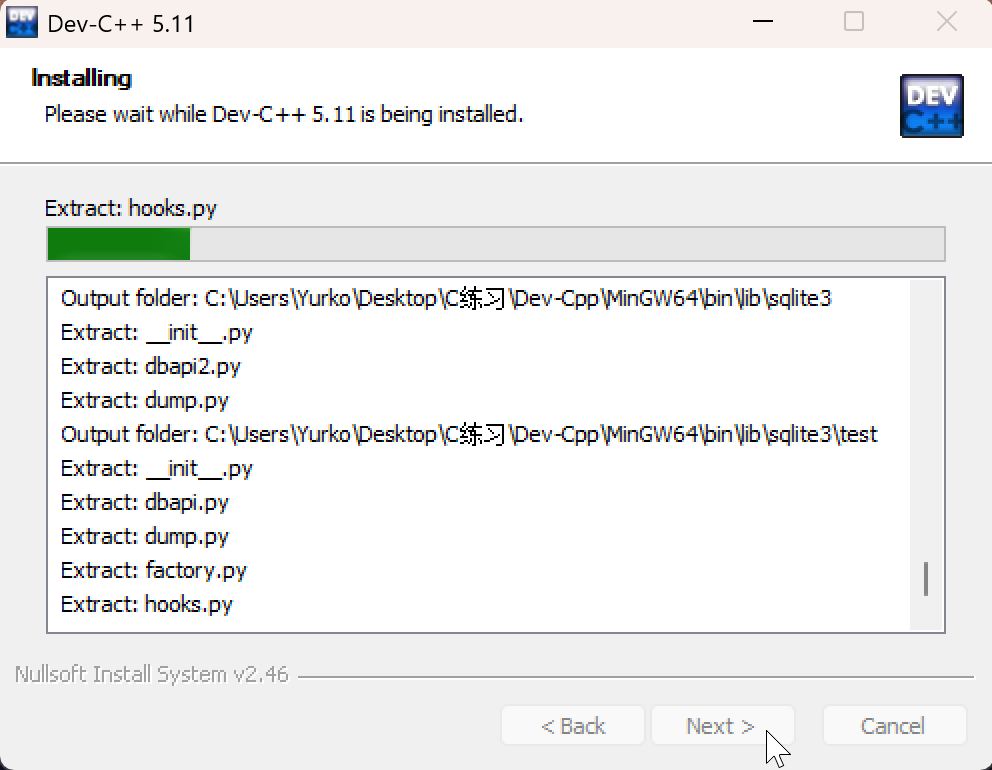 Dev-C++ 5.11
Installing
Please wait while Dev-C++ 5.11 is being installed.
DEV
C++
Extract: hooks.py
Output folder: C:\Users\Yurko\Desktop\C练习\Dev-Cpp\MinGW64\bin\lib\sqlite3
Extract: __init__.py
Extract: dbapi2.py
Extract: dump.py
Output folder: C:\Users\Yurko\Desktop\C练习\Dev-Cpp\MinGW64\bin\lib\sqlite3\test
Extract: __init__.py
Extract: dbapi.py
Extract: dump.py
Extract: factory.py
Extract: hooks.py
Nullsoft Install System v2.46
< Back Next > Cancel